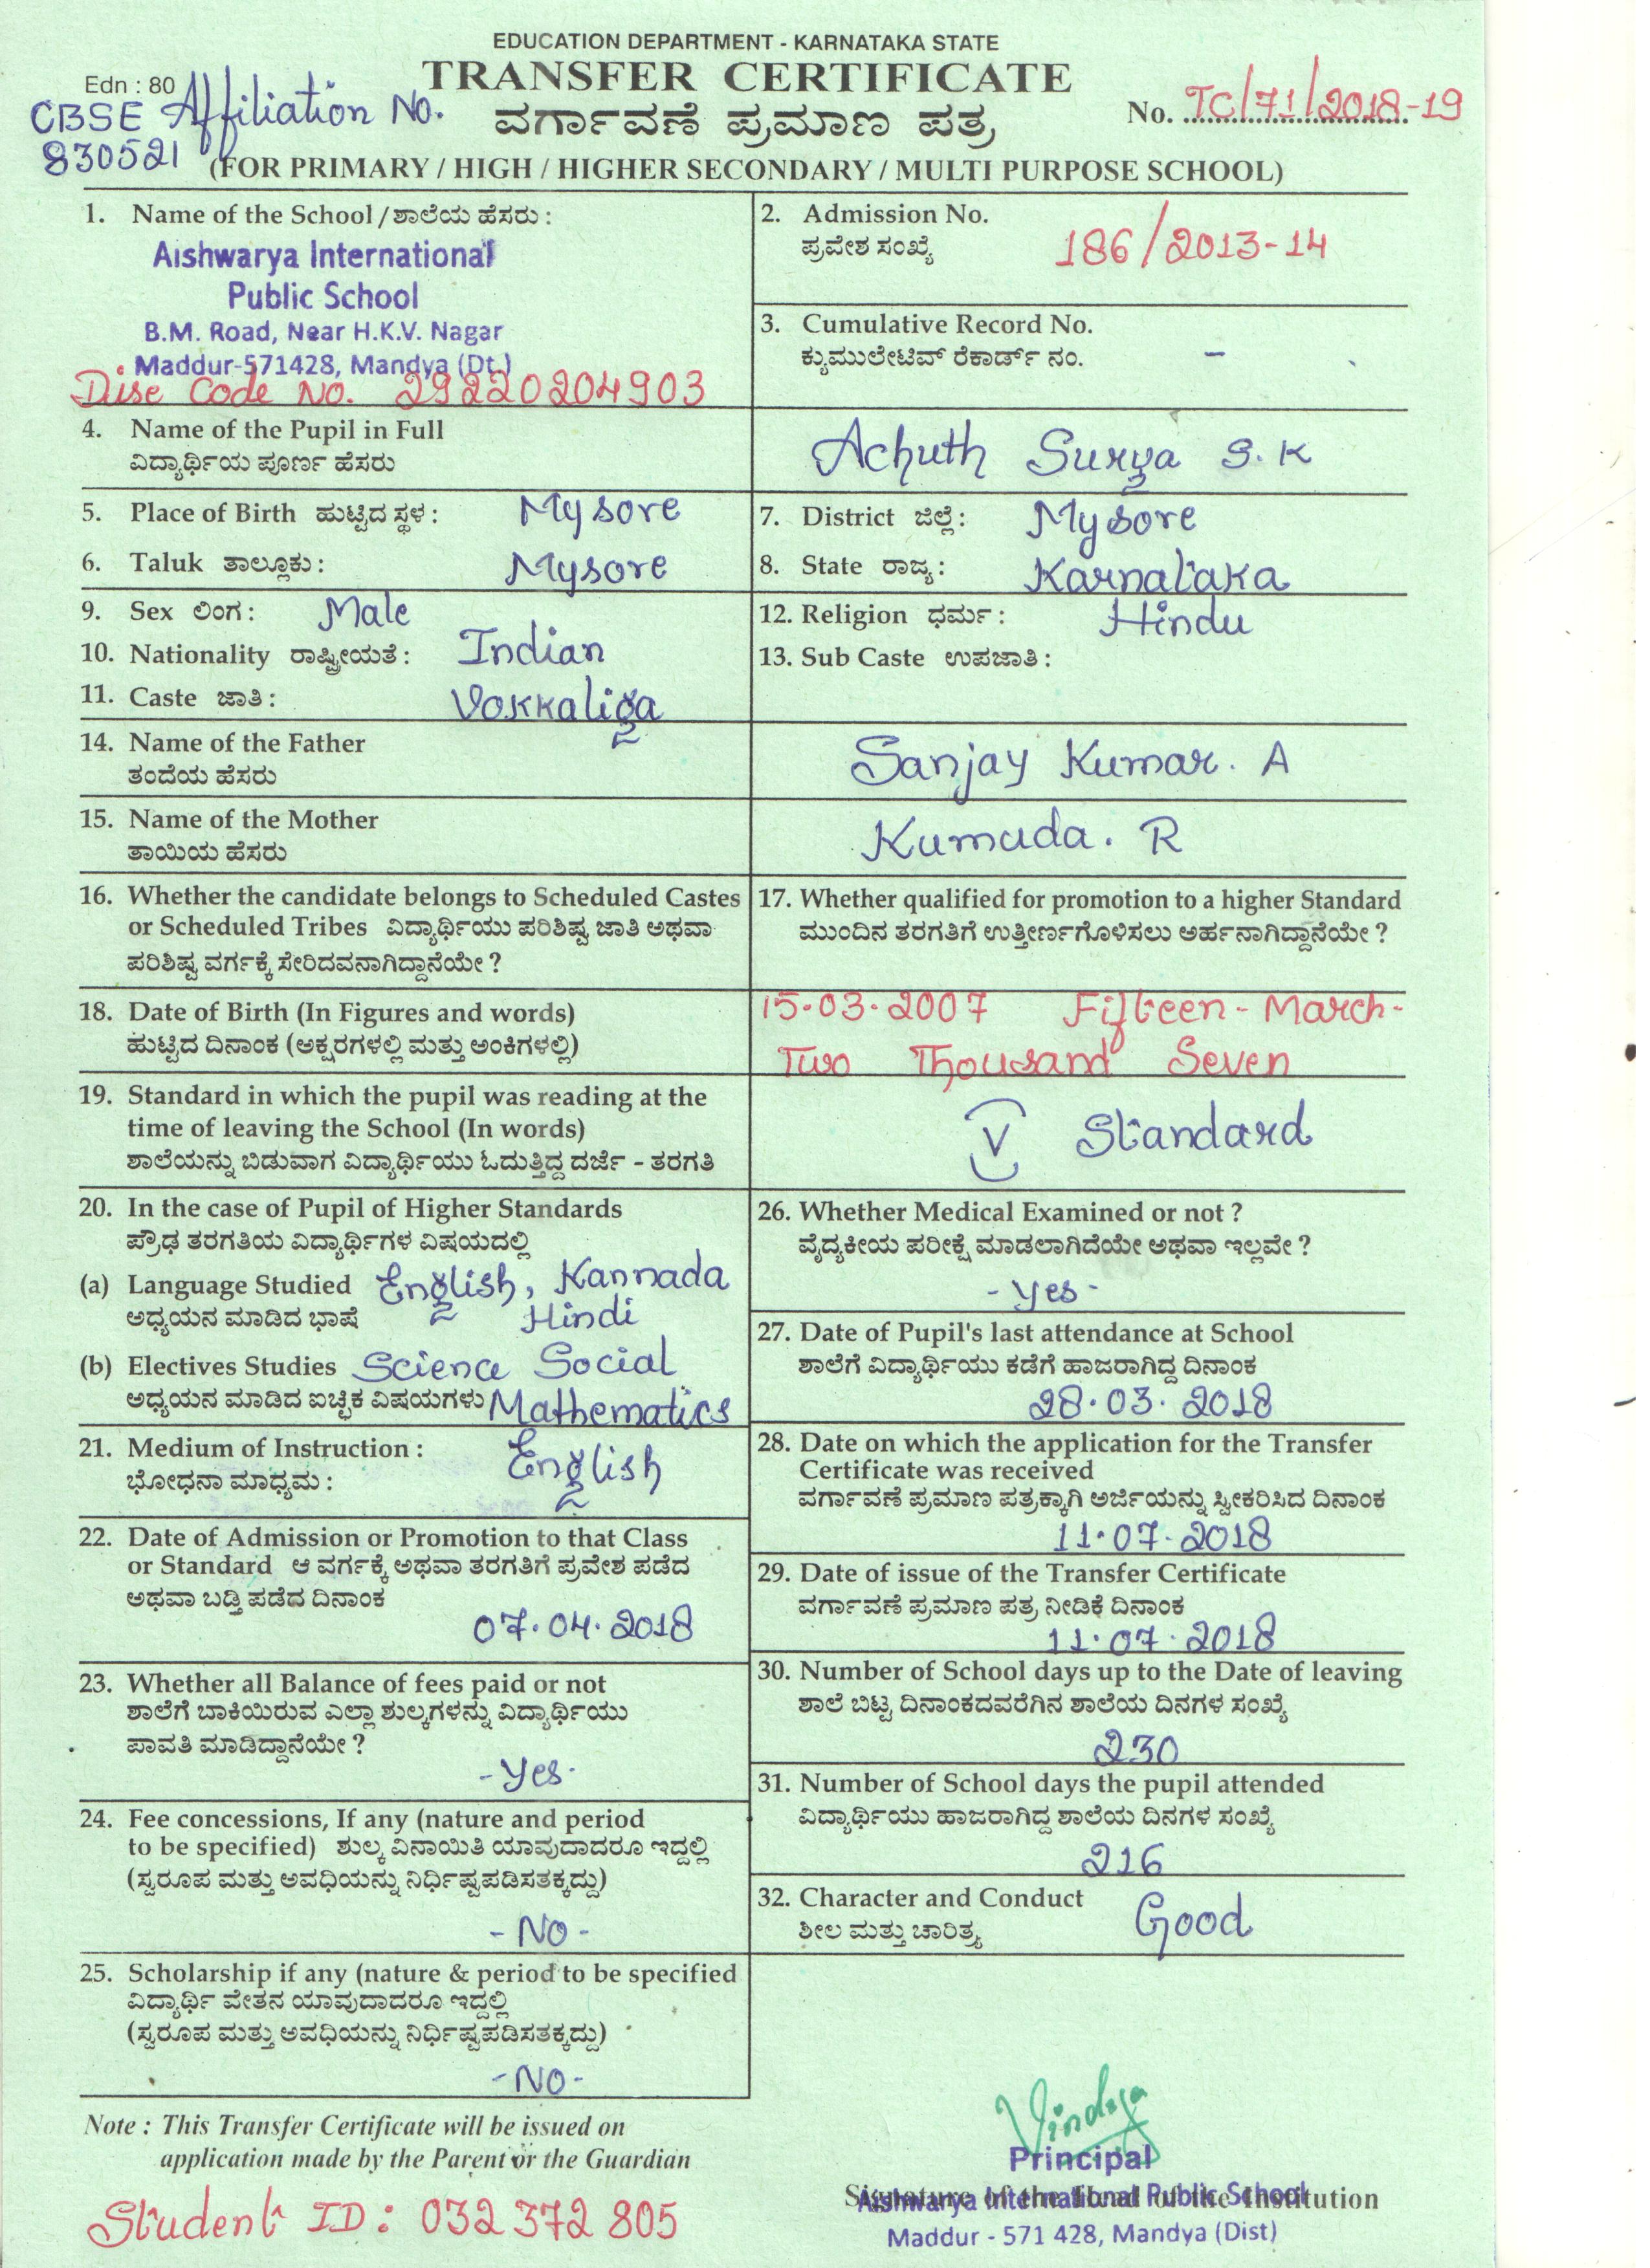 EDUCATION DEPARTMENT - KARNATAKA STATE
Edn : 80
TRANSFER CERTIFICATE
CBSE Affiliation No.
830521
ವರ್ಗಾವಣೆ ಪ್ರಮಾಣ ಪತ್ರ
No. TC/71/2018-19
(FOR PRIMARY / HIGH / HIGHER SECONDARY / MULTI PURPOSE SCHOOL)
1. Name of the School / ಶಾಲೆಯ ಹೆಸರು :
Aishwarya International
Public School
B.M. Road, Near H.K.V. Nagar
Maddur-571428, Mandya (Dt.)
Dise Code No. 29220204903
2. Admission No.
ಪ್ರವೇಶ ಸಂಖ್ಯೆ 186/2013-14
3. Cumulative Record No.
ಕ್ಯುಮುಲೇಟಿವ್ ರೆಕಾರ್ಡ್ ನಂ. –
4. Name of the Pupil in Full
ವಿದ್ಯಾರ್ಥಿಯ ಪೂರ್ಣ ಹೆಸರು
Achuth Surya S.K
5. Place of Birth ಹುಟ್ಟಿದ ಸ್ಥಳ : Mysore
6. Taluk ತಾಲ್ಲೂಕು : Mysore
7. District ಜಿಲ್ಲೆ : Mysore
8. State ರಾಜ್ಯ : Karnataka
9. Sex ಲಿಂಗ : Male
10. Nationality ರಾಷ್ಟ್ರೀಯತೆ : Indian
11. Caste ಜಾತಿ : Vokkaliga
12. Religion ಧರ್ಮ : Hindu
13. Sub Caste ಉಪಜಾತಿ :
14. Name of the Father
ತಂದೆಯ ಹೆಸರು
Sanjay Kumar. A
15. Name of the Mother
ತಾಯಿಯ ಹೆಸರು
Kumuda. R
16. Whether the candidate belongs to Scheduled Castes
or Scheduled Tribes ವಿದ್ಯಾರ್ಥಿಯು ಪರಿಶಿಷ್ಟ ಜಾತಿ ಅಥವಾ
ಪರಿಶಿಷ್ಟ ವರ್ಗಕ್ಕೆ ಸೇರಿದವನಾಗಿದ್ದಾನೆಯೇ ?
17. Whether qualified for promotion to a higher Standard
ಮುಂದಿನ ತರಗತಿಗೆ ಉತ್ತೀರ್ಣಗೊಳಿಸಲು ಅರ್ಹನಾಗಿದ್ದಾನೆಯೇ ?
18. Date of Birth (In Figures and words)
ಹುಟ್ಟಿದ ದಿನಾಂಕ (ಅಕ್ಷರಗಳಲ್ಲಿ ಮತ್ತು ಅಂಕಿಗಳಲ್ಲಿ)
15.03.2007 Fifteen - March -
Two Thousand Seven
19. Standard in which the pupil was reading at the
time of leaving the School (In words)
ಶಾಲೆಯನ್ನು ಬಿಡುವಾಗ ವಿದ್ಯಾರ್ಥಿಯು ಓದುತ್ತಿದ್ದ ದರ್ಜೆ - ತರಗತಿ
V Standard
20. In the case of Pupil of Higher Standards
ಪ್ರೌಢ ತರಗತಿಯ ವಿದ್ಯಾರ್ಥಿಗಳ ವಿಷಯದಲ್ಲಿ
(a) Language Studied English, Kannada
ಅಧ್ಯಯನ ಮಾಡಿದ ಭಾಷೆ Hindi
(b) Electives Studies Science Social
ಅಧ್ಯಯನ ಮಾಡಿದ ಐಚ್ಛಿಕ ವಿಷಯಗಳು Mathematics
21. Medium of Instruction : English
ಭೋಧನಾ ಮಾಧ್ಯಮ :
22. Date of Admission or Promotion to that Class
or Standard ಆ ವರ್ಗಕ್ಕೆ ಅಥವಾ ತರಗತಿಗೆ ಪ್ರವೇಶ ಪಡೆದ
ಅಥವಾ ಬಡ್ತಿ ಪಡೆದ ದಿನಾಂಕ
07.04.2018
23. Whether all Balance of fees paid or not
ಶಾಲೆಗೆ ಬಾಕಿಯಿರುವ ಎಲ್ಲಾ ಶುಲ್ಕಗಳನ್ನು ವಿದ್ಯಾರ್ಥಿಯು
ಪಾವತಿ ಮಾಡಿದ್ದಾನೆಯೇ ?
- Yes -
24. Fee concessions, If any (nature and period
to be specified) ಶುಲ್ಕ ವಿನಾಯಿತಿ ಯಾವುದಾದರೂ ಇದ್ದಲ್ಲಿ
(ಸ್ವರೂಪ ಮತ್ತು ಅವಧಿಯನ್ನು ನಿರ್ಧಿಷ್ಟಪಡಿಸತಕ್ಕದ್ದು)
- NO -
25. Scholarship if any (nature & period to be specified
ವಿದ್ಯಾರ್ಥಿ ವೇತನ ಯಾವುದಾದರೂ ಇದ್ದಲ್ಲಿ
(ಸ್ವರೂಪ ಮತ್ತು ಅವಧಿಯನ್ನು ನಿರ್ಧಿಷ್ಟಪಡಿಸತಕ್ಕದ್ದು)
- NO -
26. Whether Medical Examined or not ?
ವೈದ್ಯಕೀಯ ಪರೀಕ್ಷೆ ಮಾಡಲಾಗಿದೆಯೇ ಅಥವಾ ಇಲ್ಲವೇ ?
- Yes -
27. Date of Pupil's last attendance at School
ಶಾಲೆಗೆ ವಿದ್ಯಾರ್ಥಿಯು ಕಡೆಗೆ ಹಾಜರಾಗಿದ್ದ ದಿನಾಂಕ
28.03.2018
28. Date on which the application for the Transfer
Certificate was received
ವರ್ಗಾವಣೆ ಪ್ರಮಾಣ ಪತ್ರಕ್ಕಾಗಿ ಅರ್ಜಿಯನ್ನು ಸ್ವೀಕರಿಸಿದ ದಿನಾಂಕ
11.07.2018
29. Date of issue of the Transfer Certificate
ವರ್ಗಾವಣೆ ಪ್ರಮಾಣ ಪತ್ರ ನೀಡಿಕೆ ದಿನಾಂಕ
11.07.2018
30. Number of School days up to the Date of leaving
ಶಾಲೆ ಬಿಟ್ಟ ದಿನಾಂಕದವರೆಗಿನ ಶಾಲೆಯ ದಿನಗಳ ಸಂಖ್ಯೆ
230
31. Number of School days the pupil attended
ವಿದ್ಯಾರ್ಥಿಯು ಹಾಜರಾಗಿದ್ದ ಶಾಲೆಯ ದಿನಗಳ ಸಂಖ್ಯೆ
216
32. Character and Conduct Good
ಶೀಲ ಮತ್ತು ಚಾರಿತ್ರ್ಯ
Note : This Transfer Certificate will be issued on
application made by the Parent or the Guardian
Student ID : 032372805
Vindya
Principal
Signature of the Head of the Institution
Aishwarya International Public School
Maddur - 571 428, Mandya (Dist)